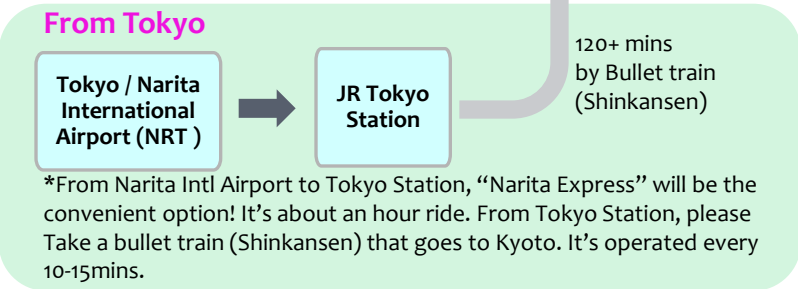 From Tokyo
Tokyo / Narita
International
Airport (NRT )
JR Tokyo
Station
120+ mins
by Bullet train
(Shinkansen)
*From Narita Intl Airport to Tokyo Station, “Narita Express” will be the
convenient option! It’s about an hour ride. From Tokyo Station, please
Take a bullet train (Shinkansen) that goes to Kyoto. It’s operated every
10-15mins.